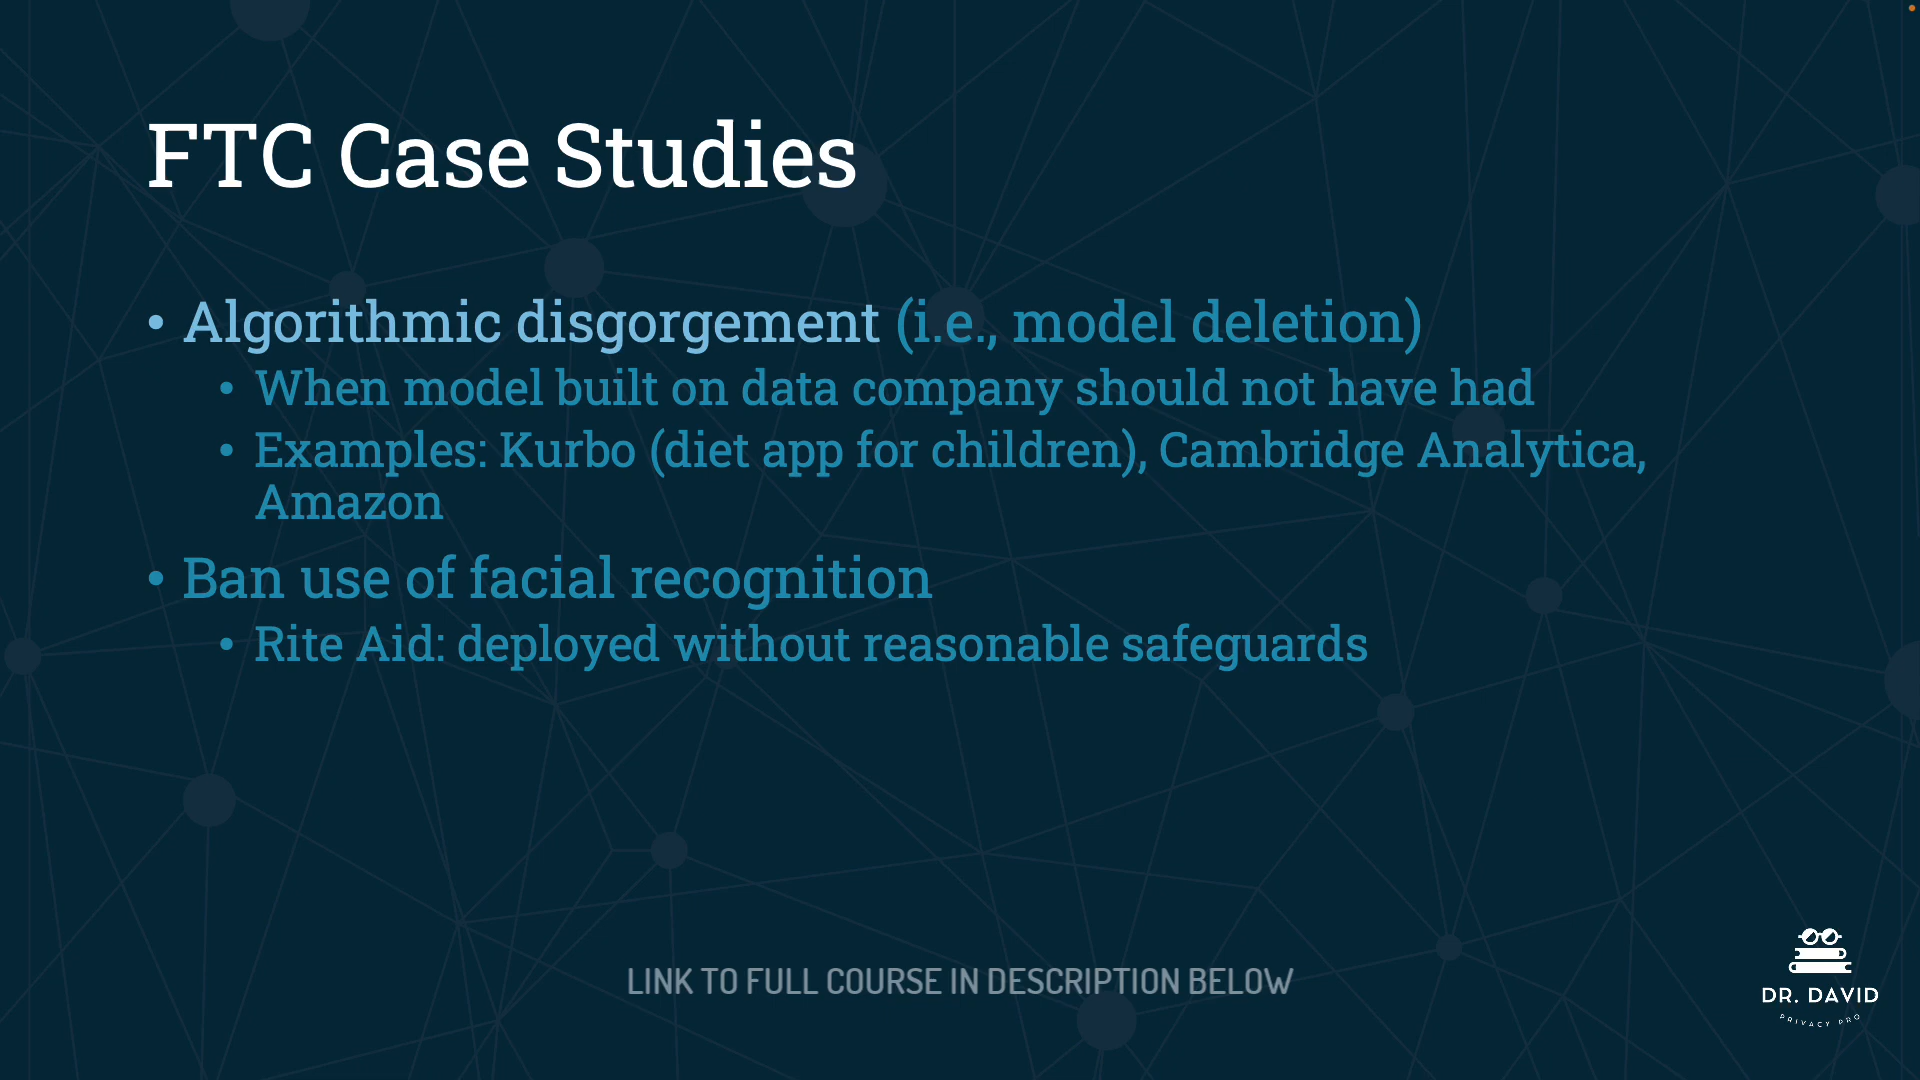 FTC Case Studies
• Algorithmic disgorgement (i.e., model deletion)
• When model built on data company should not have had
• Examples: Kurbo (diet app for children), Cambridge Analytica,
Amazon
• Ban use of facial recognition
• Rite Aid: deployed without reasonable safeguards
LINK TO FULL COURSE IN DESCRIPTION BELOW
DR. DAVID
PRIVACY PRO